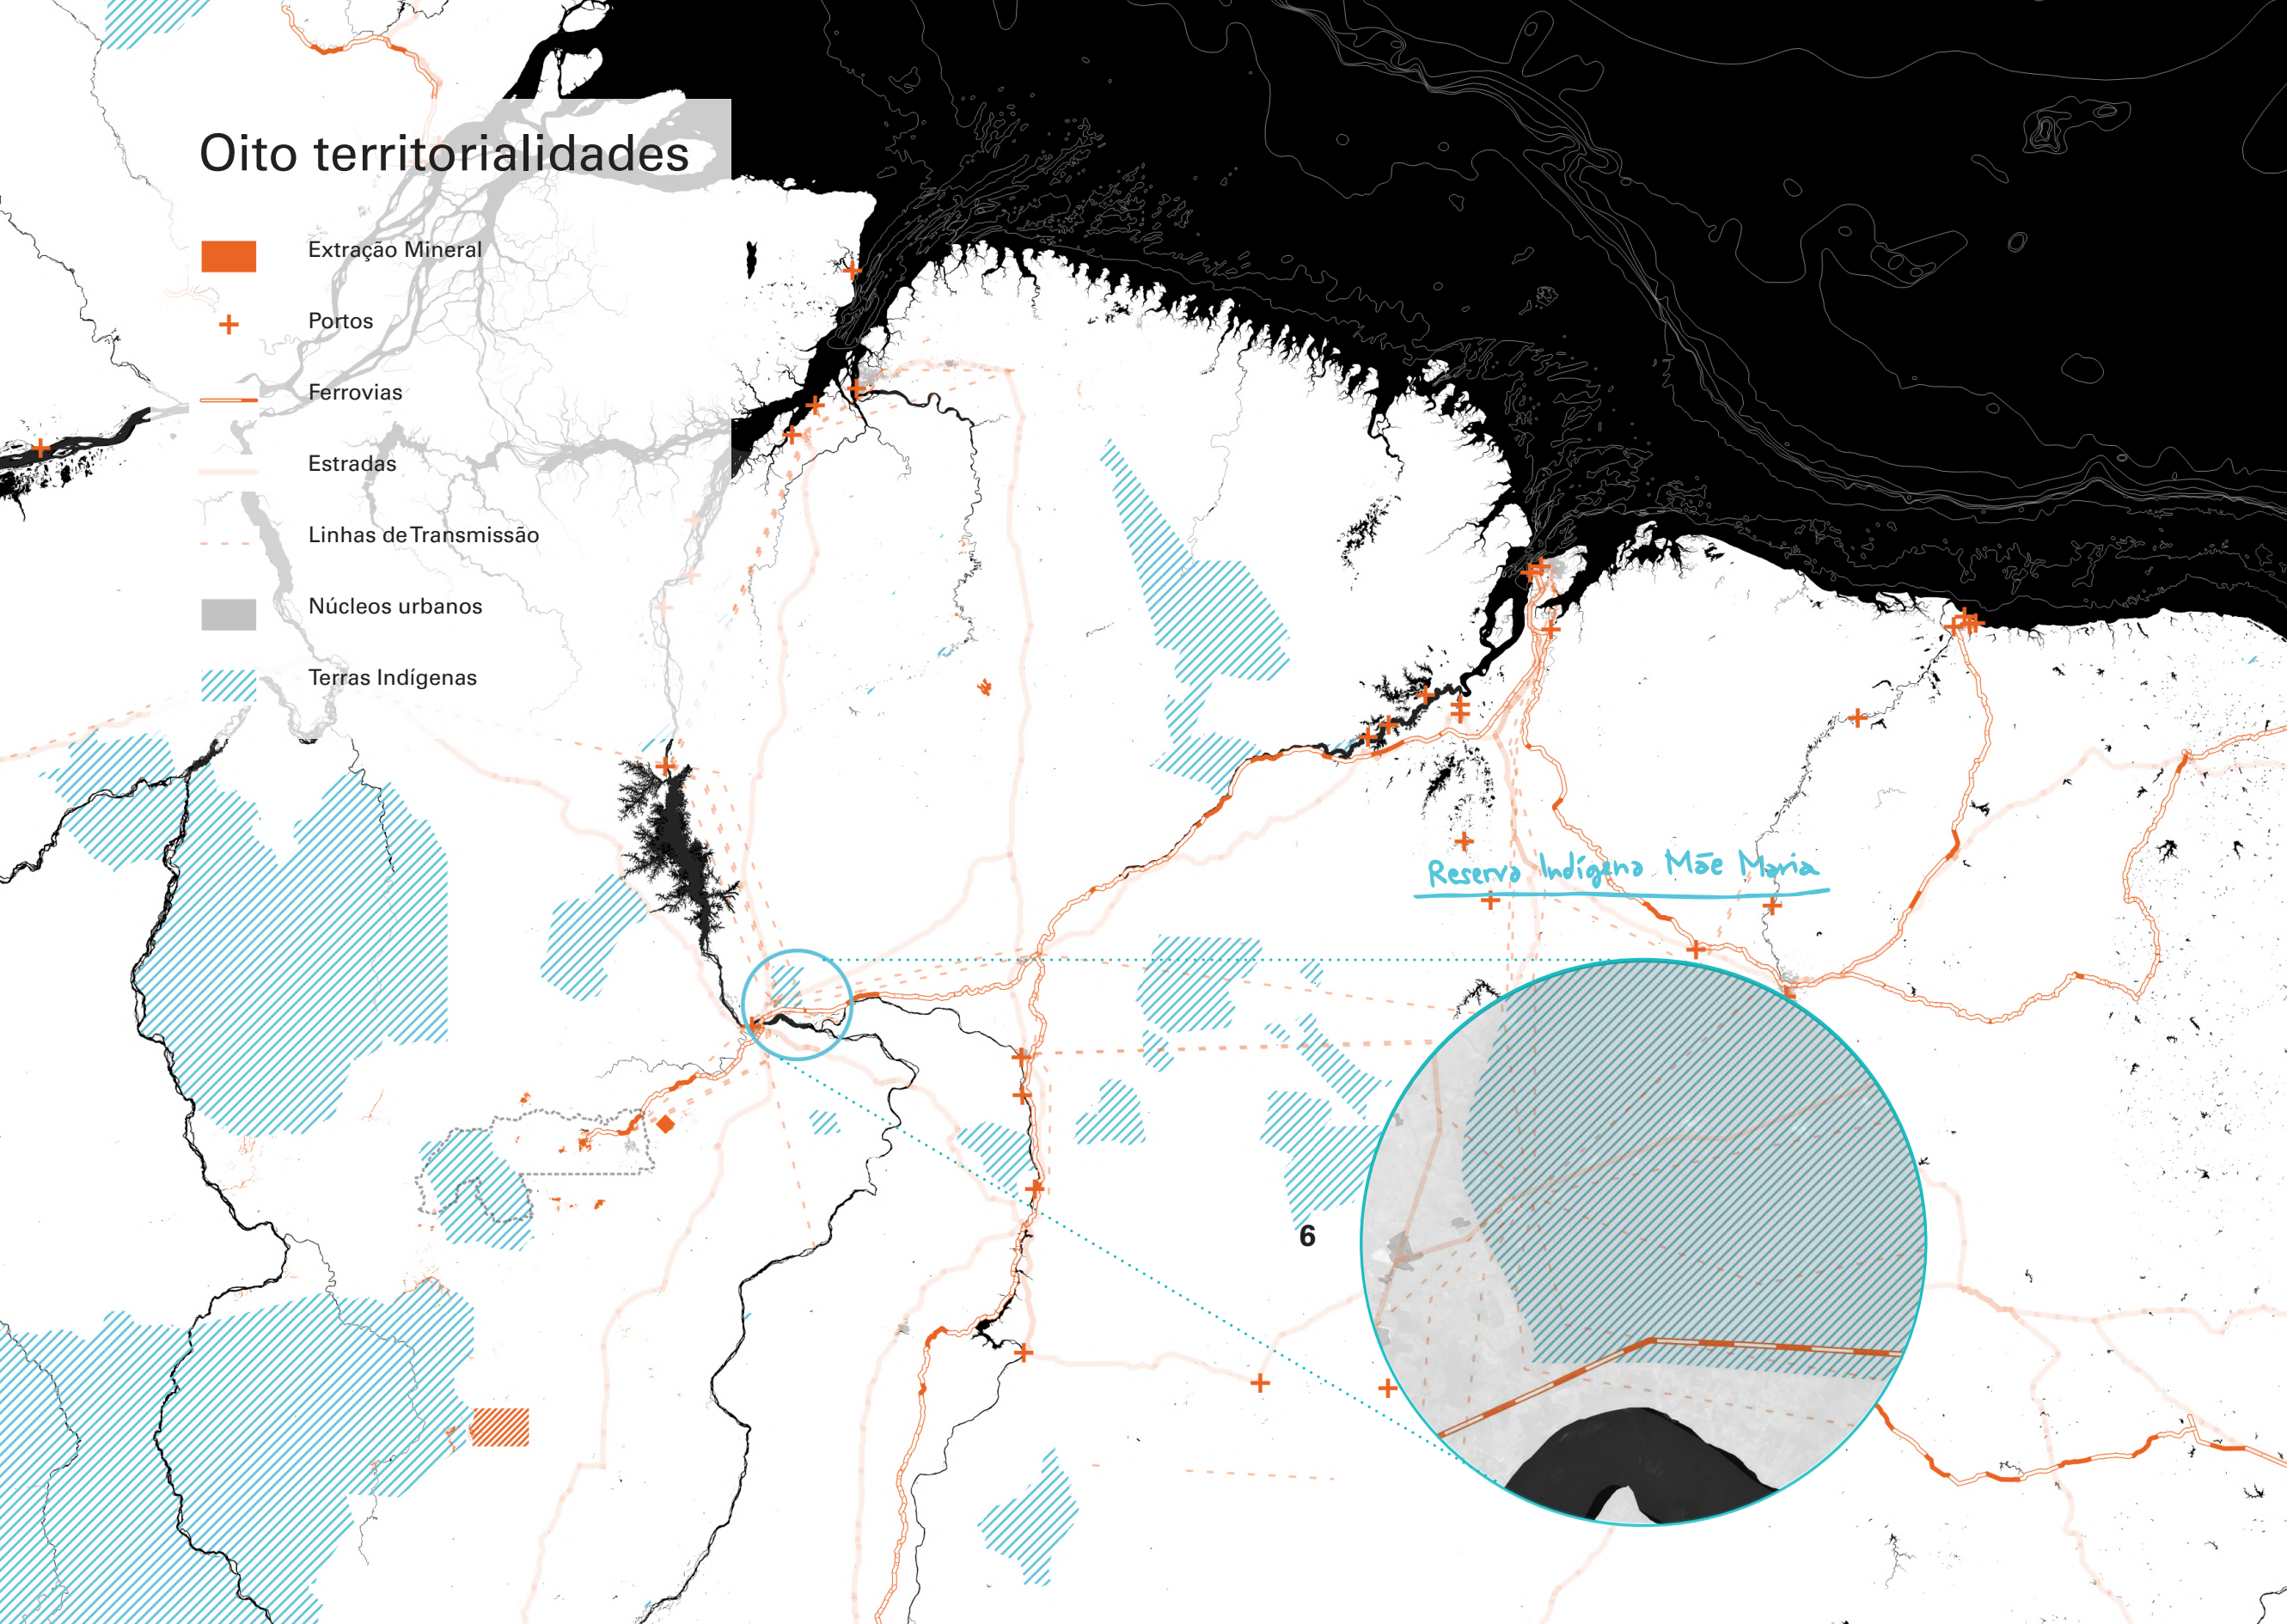 Oito territorialidades
Extração Mineral
Portos
Ferrovias
Estradas
Linhas de Transmissão
Núcleos urbanos
Terras Indígenas
Reserva Indígena Mãe Maria
6